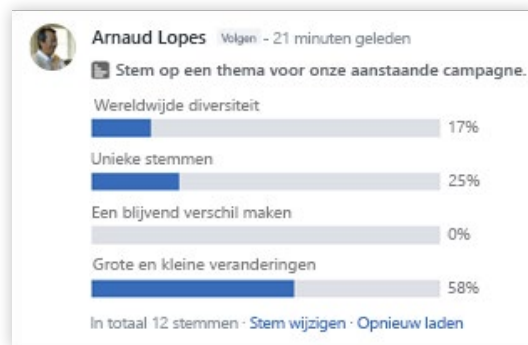 Arnaud Lopes Volgen - 21 minuten geleden
Stem op een thema voor onze aanstaande campagne.
Wereldwijde diversiteit
17%
Unieke stemmen
25%
Een blijvend verschil maken
0%
Grote en kleine veranderingen
58%
In totaal 12 stemmen · Stem wijzigen · Opnieuw laden